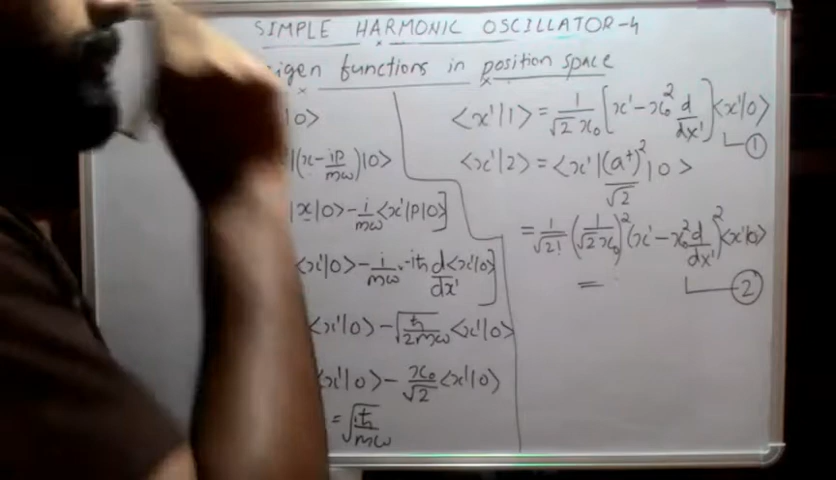 SIMPLE HARMONIC OSCILLATOR-4
igen functions in position space
|0>
|(x-iP/mω)|0>
|x|0> - i/mω <x'|P|0>]
<x'|0> - i/mω · -iħ d/dx' <x'|0>]
<x'|0> - √(ħ/2mω) <x'|0>
<x'|0> - x₀/√2 <x'|0>
= √(ħ/mω)
<x'|1> = 1/(√2 x₀) [x' - x₀² d/dx'] <x'|0>
①
<x'|2> = <x'|(a†)²/√2 |0>
= 1/√2! (1/(√2 x₀))² (x' - x₀² d/dx')² <x'|0>
= ②